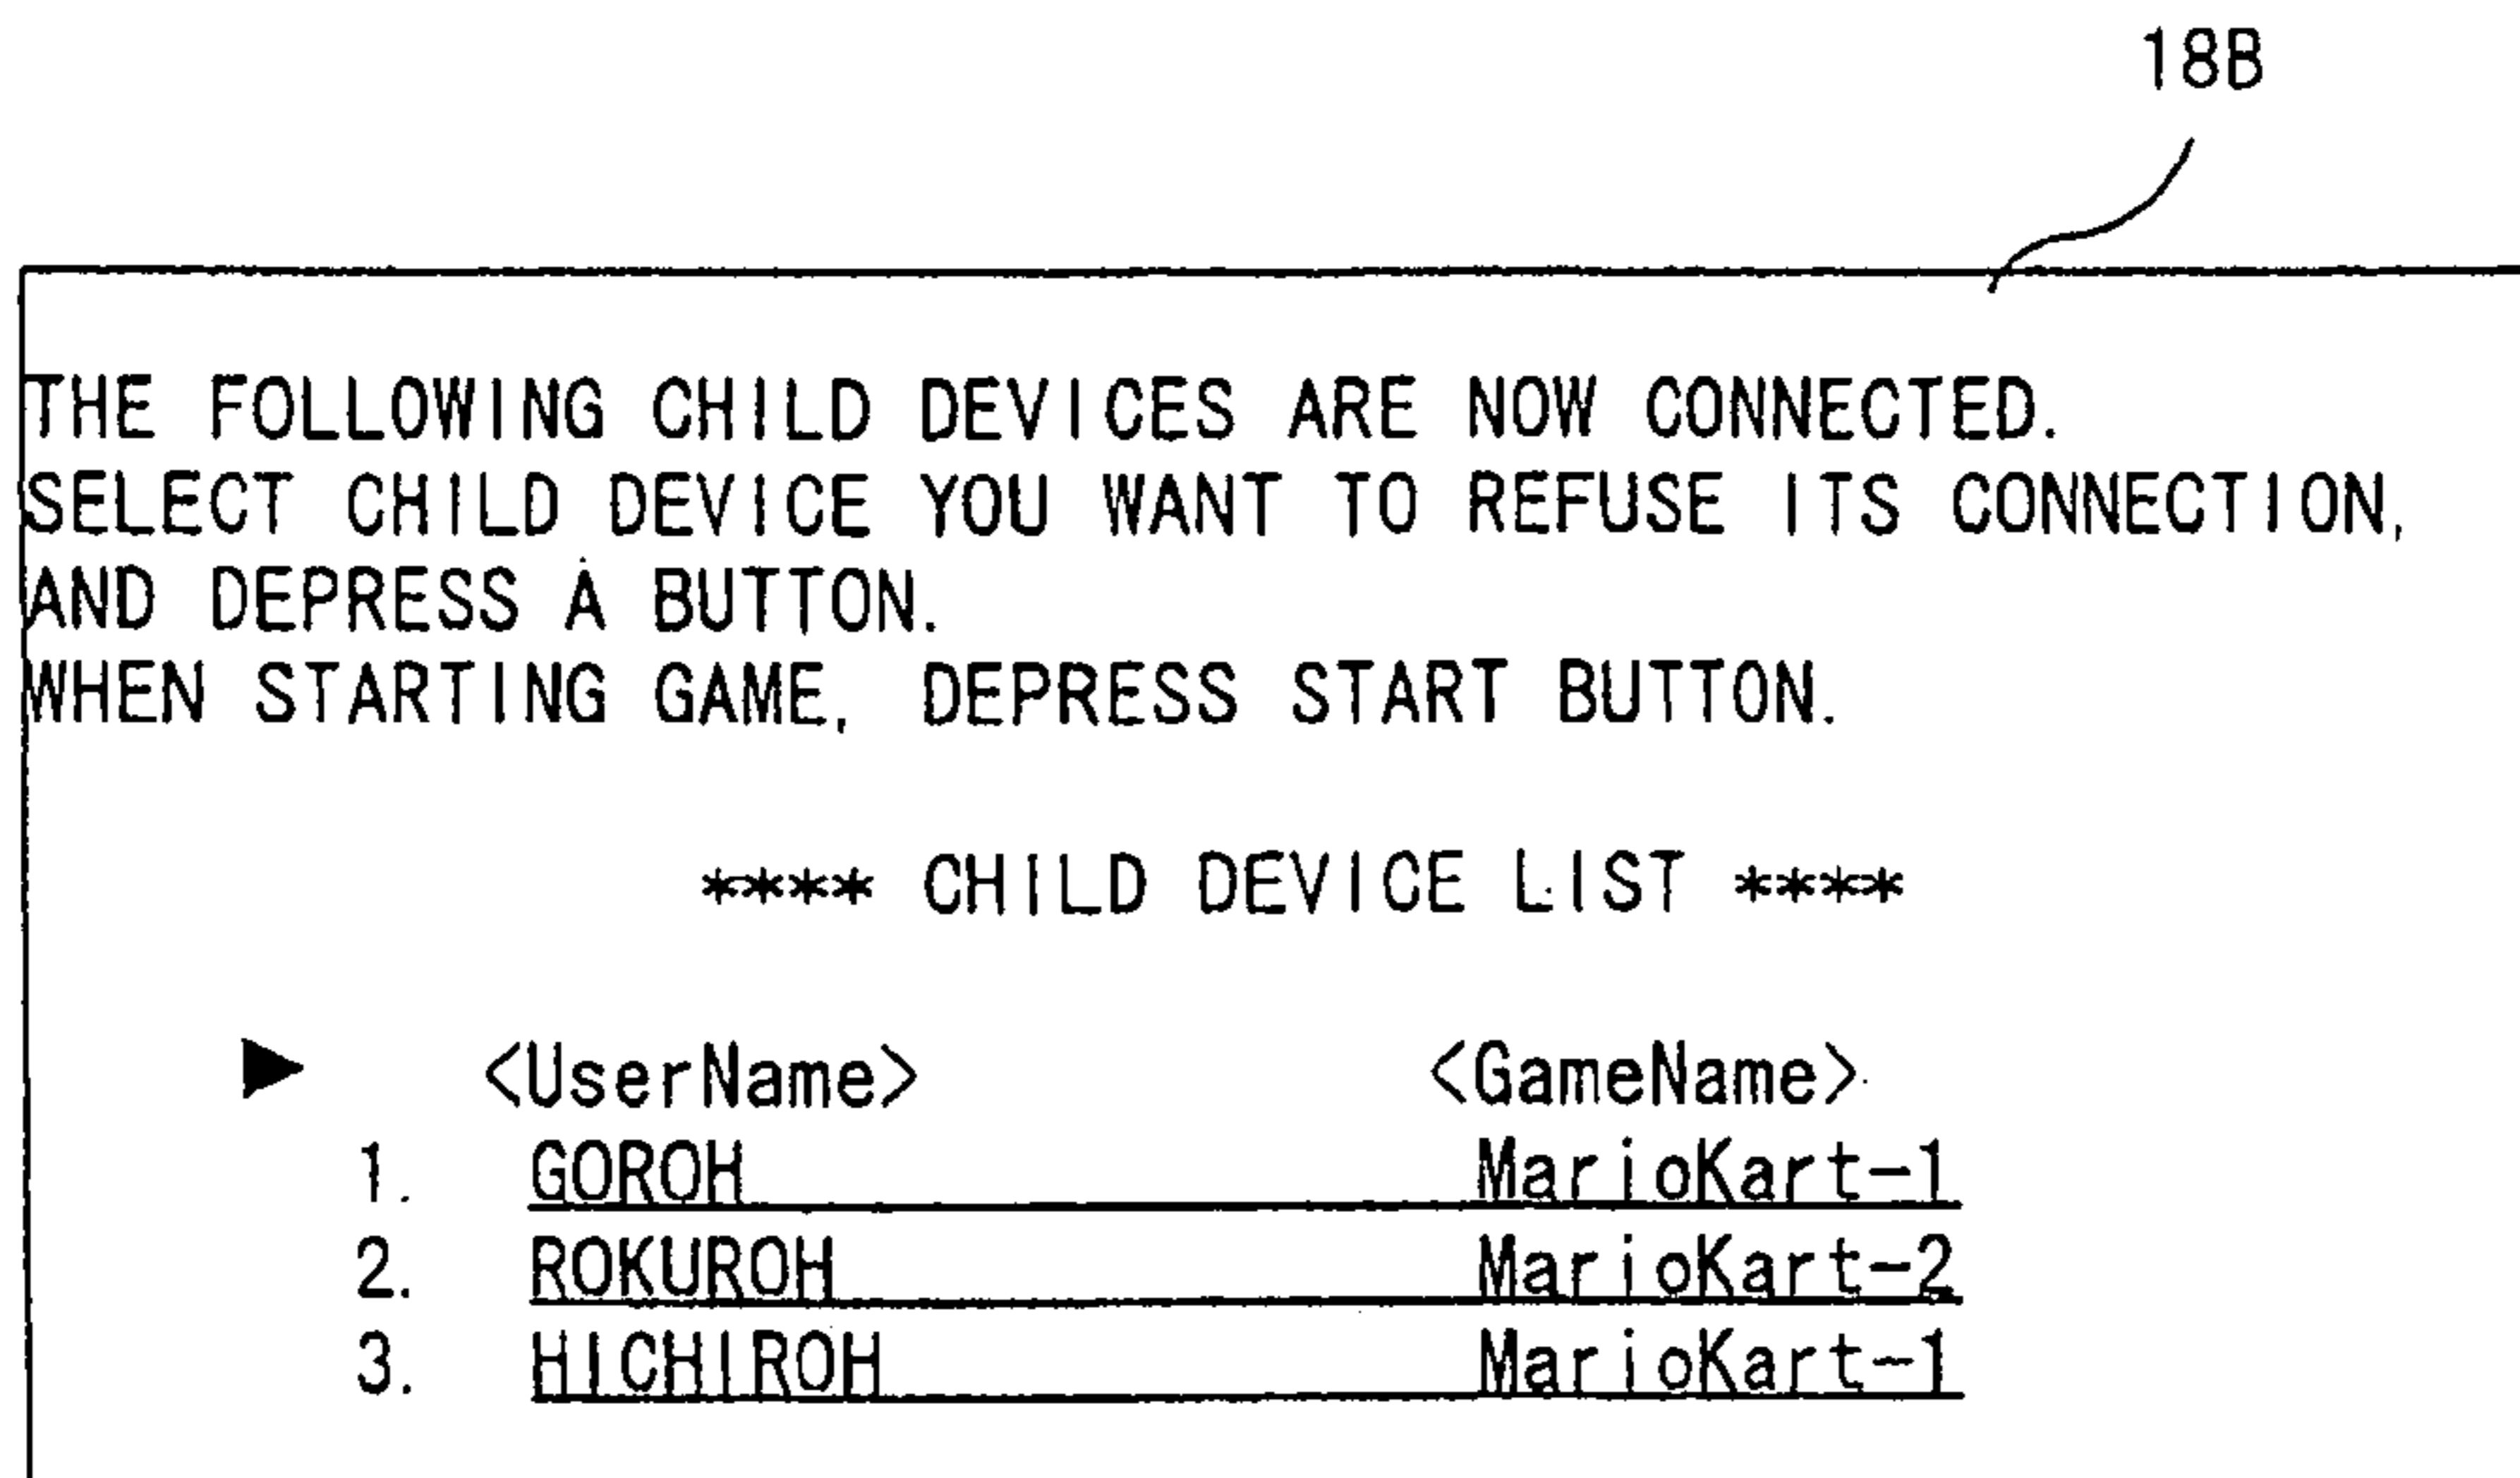 18B
THE FOLLOWING CHILD DEVICES ARE NOW CONNECTED.
SELECT CHILD DEVICE YOU WANT TO REFUSE ITS CONNECTION,
AND DEPRESS A BUTTON.
WHEN STARTING GAME, DEPRESS START BUTTON.
**** CHILD DEVICE LIST ****
▶ <UserName> <GameName>
1. GOROH MarioKart-1
2. ROKUROH MarioKart-2
3. HICHIROH MarioKart-1